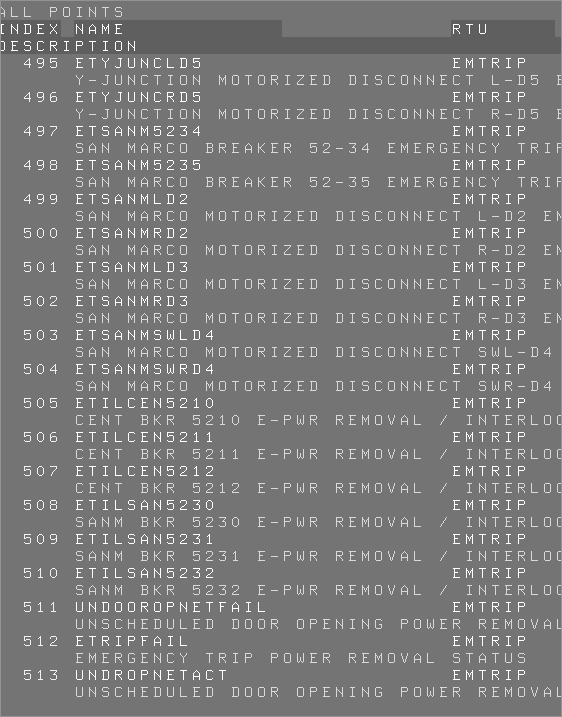 ALL POINTS
INDEX NAME RTU
DESCRIPTION
495 ETYJUNCLD5 EMTRIP
Y-JUNCTION MOTORIZED DISCONNECT L-D5 E
496 ETYJUNCRD5 EMTRIP
Y-JUNCTION MOTORIZED DISCONNECT R-D5 E
497 ETSANM5234 EMTRIP
SAN MARCO BREAKER 52-34 EMERGENCY TRIP
498 ETSANM5235 EMTRIP
SAN MARCO BREAKER 52-35 EMERGENCY TRIP
499 ETSANMLD2 EMTRIP
SAN MARCO MOTORIZED DISCONNECT L-D2 EM
500 ETSANMRD2 EMTRIP
SAN MARCO MOTORIZED DISCONNECT R-D2 EM
501 ETSANMLD3 EMTRIP
SAN MARCO MOTORIZED DISCONNECT L-D3 EM
502 ETSANMRD3 EMTRIP
SAN MARCO MOTORIZED DISCONNECT R-D3 EM
503 ETSANMSWLD4 EMTRIP
SAN MARCO MOTORIZED DISCONNECT SWL-D4
504 ETSANMSWRD4 EMTRIP
SAN MARCO MOTORIZED DISCONNECT SWR-D4
505 ETILCEN5210 EMTRIP
CENT BKR 5210 E-PWR REMOVAL / INTERLOC
506 ETILCEN5211 EMTRIP
CENT BKR 5211 E-PWR REMOVAL / INTERLOC
507 ETILCEN5212 EMTRIP
CENT BKR 5212 E-PWR REMOVAL / INTERLOC
508 ETILSAN5230 EMTRIP
SANM BKR 5230 E-PWR REMOVAL / INTERLOC
509 ETILSAN5231 EMTRIP
SANM BKR 5231 E-PWR REMOVAL / INTERLOC
510 ETILSAN5232 EMTRIP
SANM BKR 5232 E-PWR REMOVAL / INTERLOC
511 UNDOOROPNETFAIL EMTRIP
UNSCHEDULED DOOR OPENING POWER REMOVAL
512 ETRIPFAIL EMTRIP
EMERGENCY TRIP POWER REMOVAL STATUS
513 UNDROPNETACT EMTRIP
UNSCHEDULED DOOR OPENING POWER REMOVAL